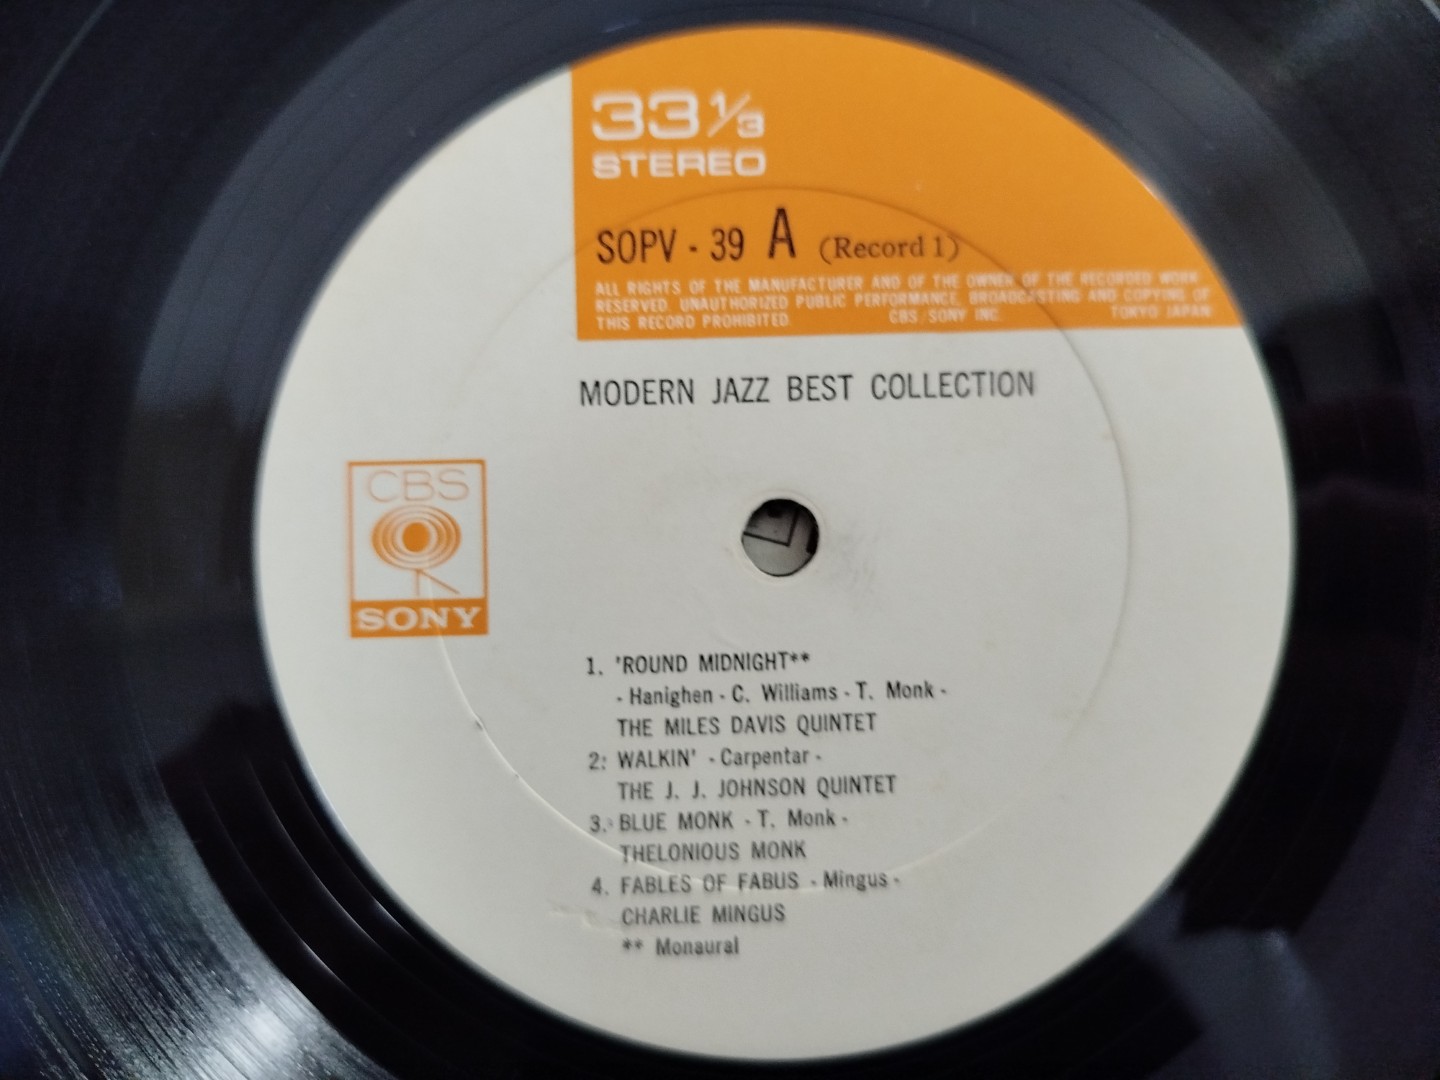 33 1/3
STEREO
SOPV - 39 A (Record 1)
ALL RIGHTS OF THE MANUFACTURER AND OF THE OWNER OF THE RECORDED WORK
RESERVED. UNAUTHORIZED PUBLIC PERFORMANCE, BROADCASTING AND COPYING OF
THIS RECORD PROHIBITED. CBS/SONY INC. TOKYO JAPAN
MODERN JAZZ BEST COLLECTION
CBS
SONY
1. 'ROUND MIDNIGHT**
- Hanighen - C. Williams - T. Monk -
THE MILES DAVIS QUINTET
2: WALKIN' - Carpentar -
THE J. J. JOHNSON QUINTET
3. BLUE MONK - T. Monk -
THELONIOUS MONK
4. FABLES OF FABUS - Mingus -
CHARLIE MINGUS
** Monaural